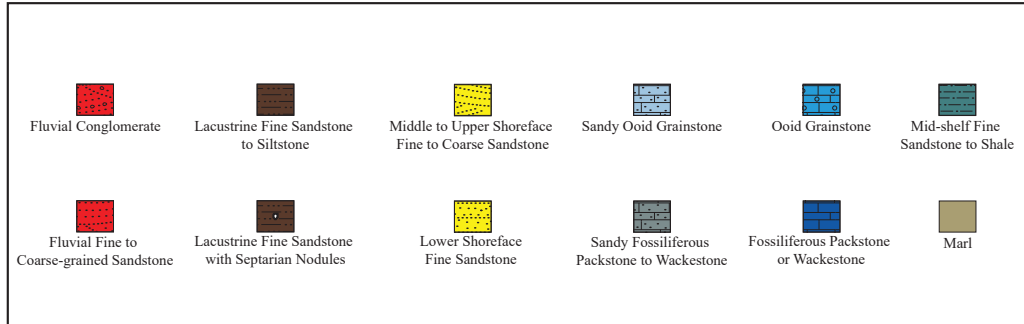 Fluvial Conglomerate
Lacustrine Fine Sandstone
to Siltstone
Middle to Upper Shoreface
Fine to Coarse Sandstone
Sandy Ooid Grainstone
Ooid Grainstone
Mid-shelf Fine
Sandstone to Shale
Fluvial Fine to
Coarse-grained Sandstone
Lacustrine Fine Sandstone
with Septarian Nodules
Lower Shoreface
Fine Sandstone
Sandy Fossiliferous
Packstone to Wackestone
Fossiliferous Packstone
or Wackestone
Marl